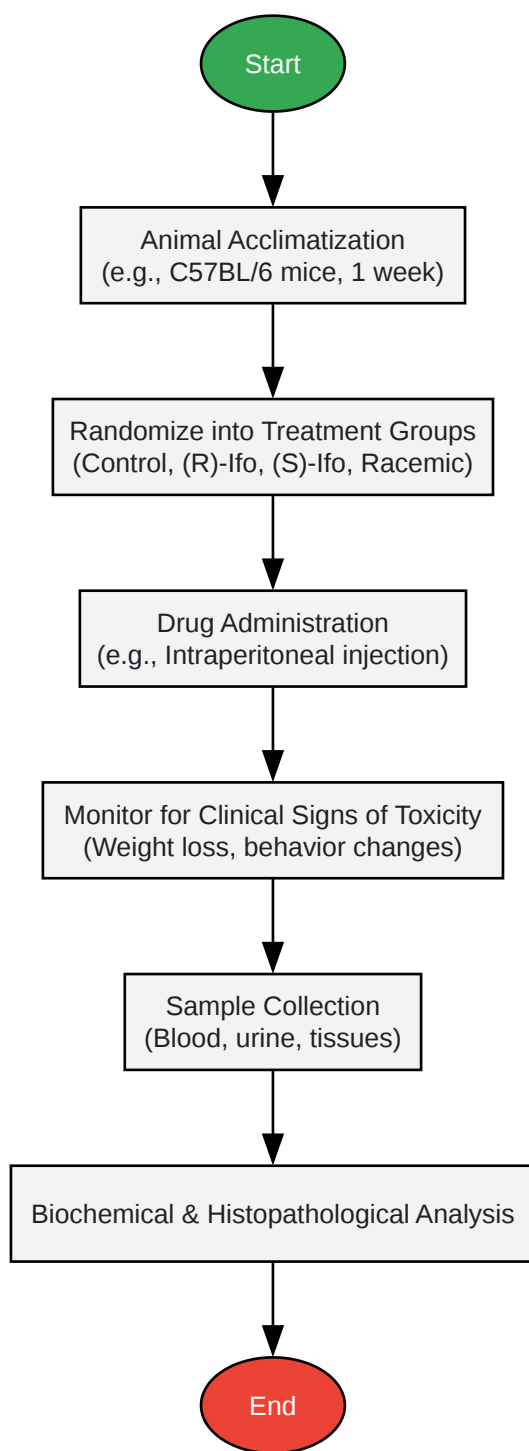 Start
Animal Acclimatization
(e.g., C57BL/6 mice, 1 week)
Randomize into Treatment Groups
(Control, (R)-Ifo, (S)-Ifo, Racemic)
Drug Administration
(e.g., Intraperitoneal injection)
Monitor for Clinical Signs of Toxicity
(Weight loss, behavior changes)
Sample Collection
(Blood, urine, tissues)
Biochemical & Histopathological Analysis
End